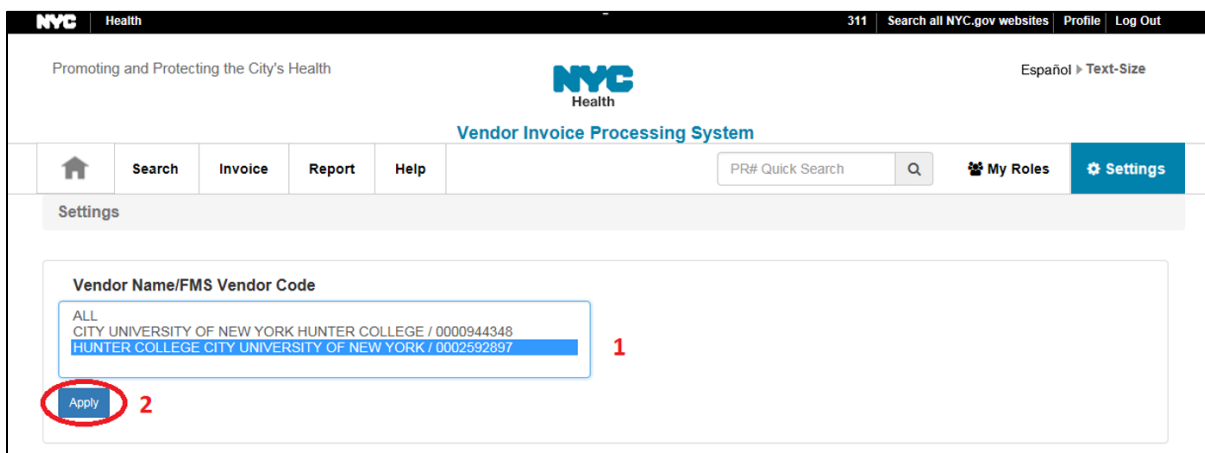 NYC Health 311 Search all NYC.gov websites Profile Log Out
Promoting and Protecting the City's Health
NYC
Health
Español Text-Size
Vendor Invoice Processing System
Search Invoice Report Help PR# Quick Search My Roles Settings
Settings
Vendor Name/FMS Vendor Code
ALL
CITY UNIVERSITY OF NEW YORK HUNTER COLLEGE / 0000944348
HUNTER COLLEGE CITY UNIVERSITY OF NEW YORK / 0002592897
1
Apply 2